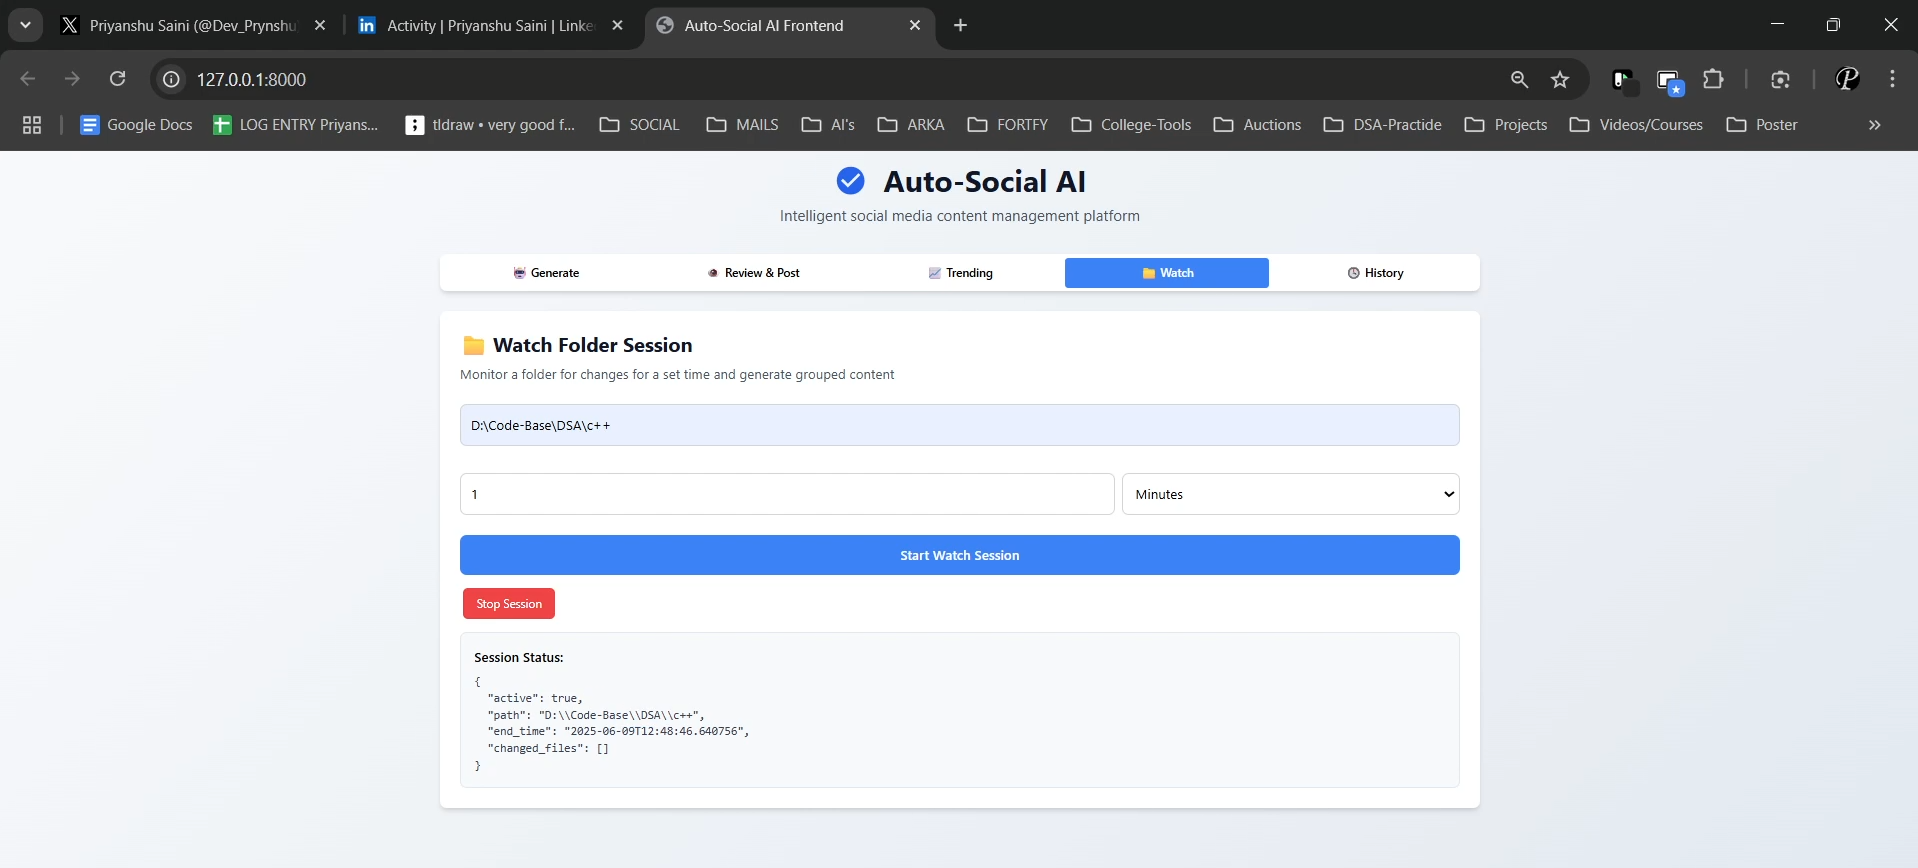 Priyanshu Saini (@Dev_Prynshu
Activity | Priyanshu Saini | Linke
Auto-Social AI Frontend
127.0.0.1:8000
Google Docs
LOG ENTRY Priyans...
tldraw • very good f...
SOCIAL
MAILS
AI's
ARKA
FORTFY
College-Tools
Auctions
DSA-Practide
Projects
Videos/Courses
Poster
Auto-Social AI
Intelligent social media content management platform
Generate
Review & Post
Trending
Watch
History
Watch Folder Session
Monitor a folder for changes for a set time and generate grouped content
D:\Code-Base\DSA\c++
1
Minutes
Start Watch Session
Stop Session
Session Status:
{
"active": true,
"path": "D:\\Code-Base\\DSA\\c++",
"end_time": "2025-06-09T12:48:46.640756",
"changed_files": []
}